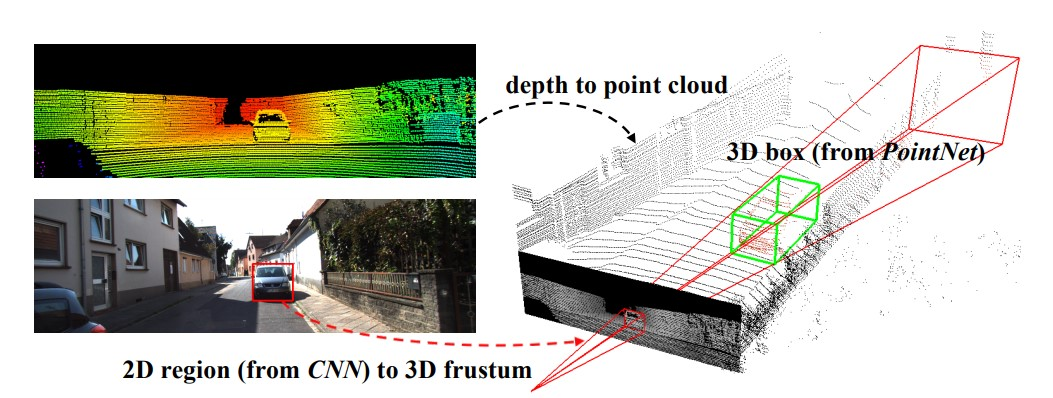 depth to point cloud
3D box (from PointNet)
2D region (from CNN) to 3D frustum